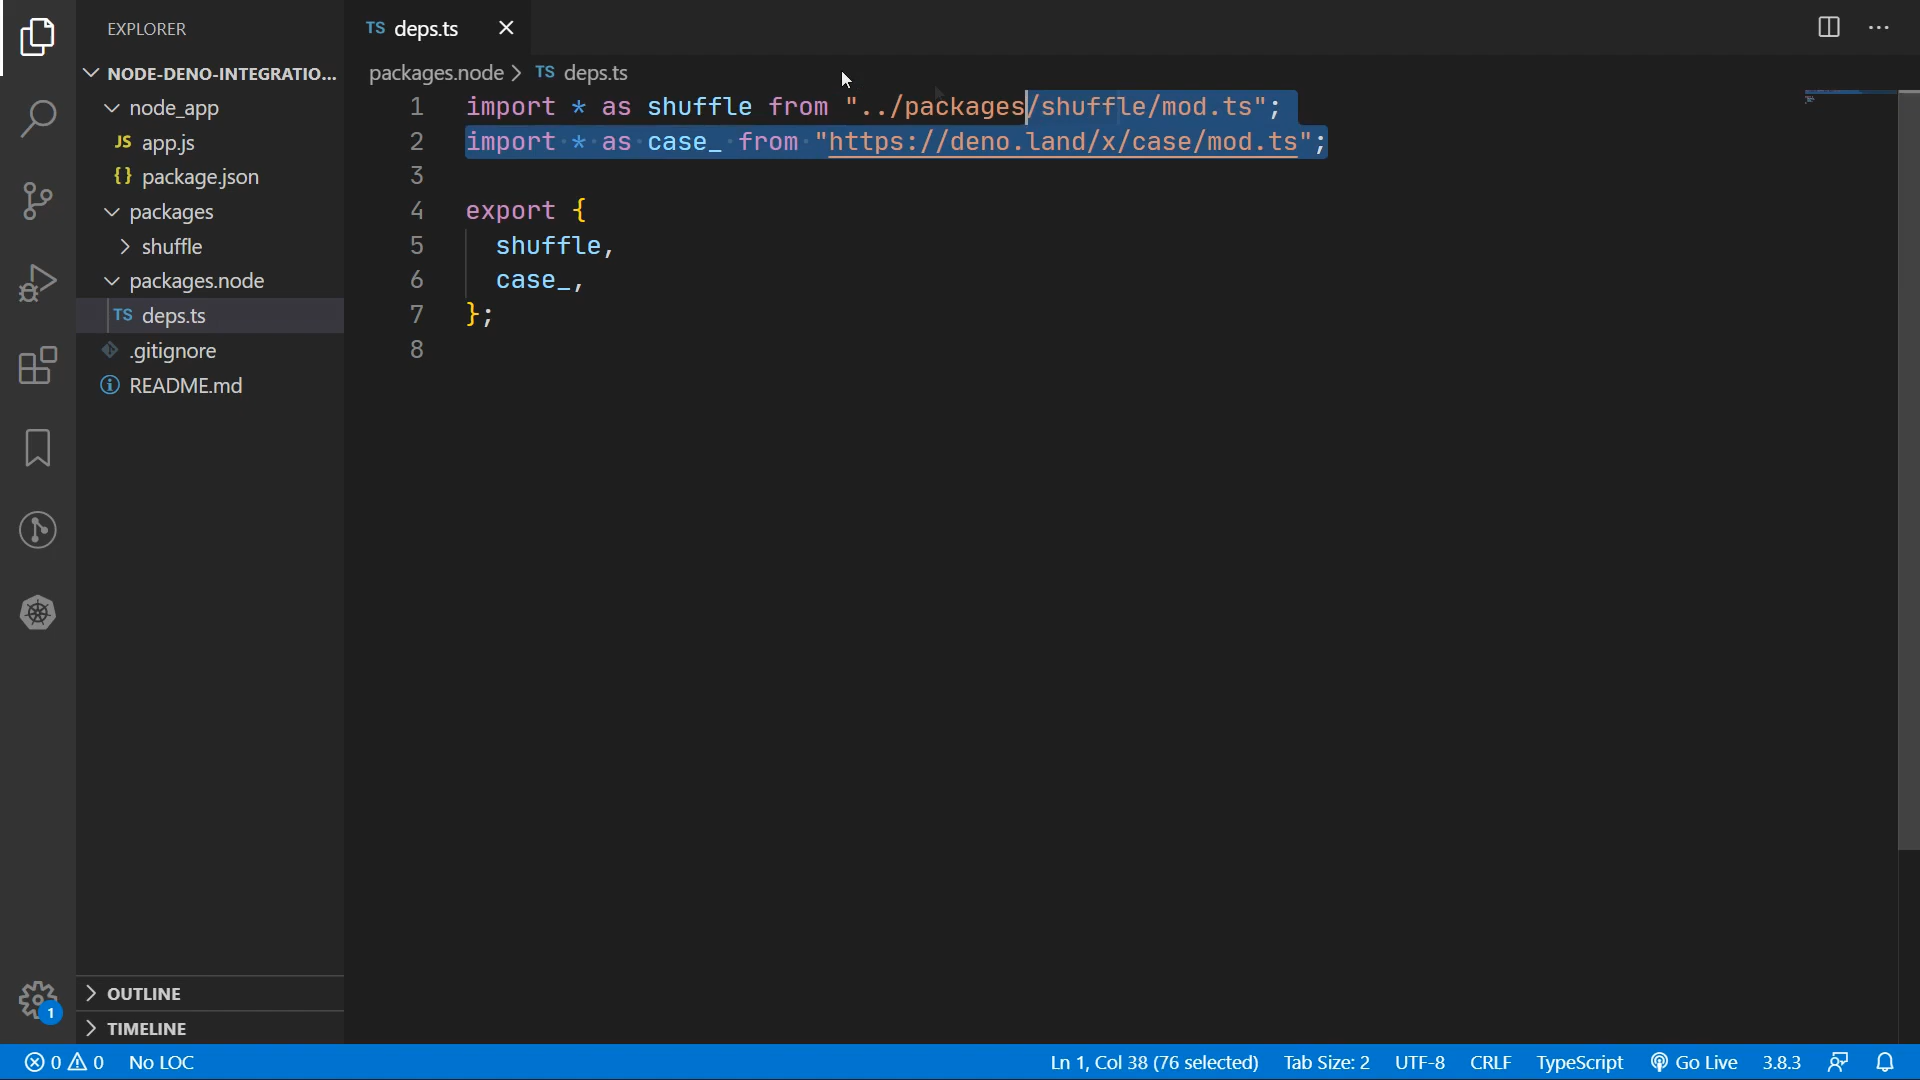 EXPLORER
NODE-DENO-INTEGRATIO...
node_app
JS app.js
{} package.json
packages
shuffle
packages.node
TS deps.ts
.gitignore
README.md
OUTLINE
TIMELINE
TS deps.ts
packages.node > TS deps.ts
1 import * as shuffle from "../packages/shuffle/mod.ts";
2 import * as case_ from "https://deno.land/x/case/mod.ts";
3
4 export {
5 shuffle,
6 case_,
7 };
8
1
0 0 No LOC Ln 1, Col 38 (76 selected) Tab Size: 2 UTF-8 CRLF TypeScript Go Live 3.8.3